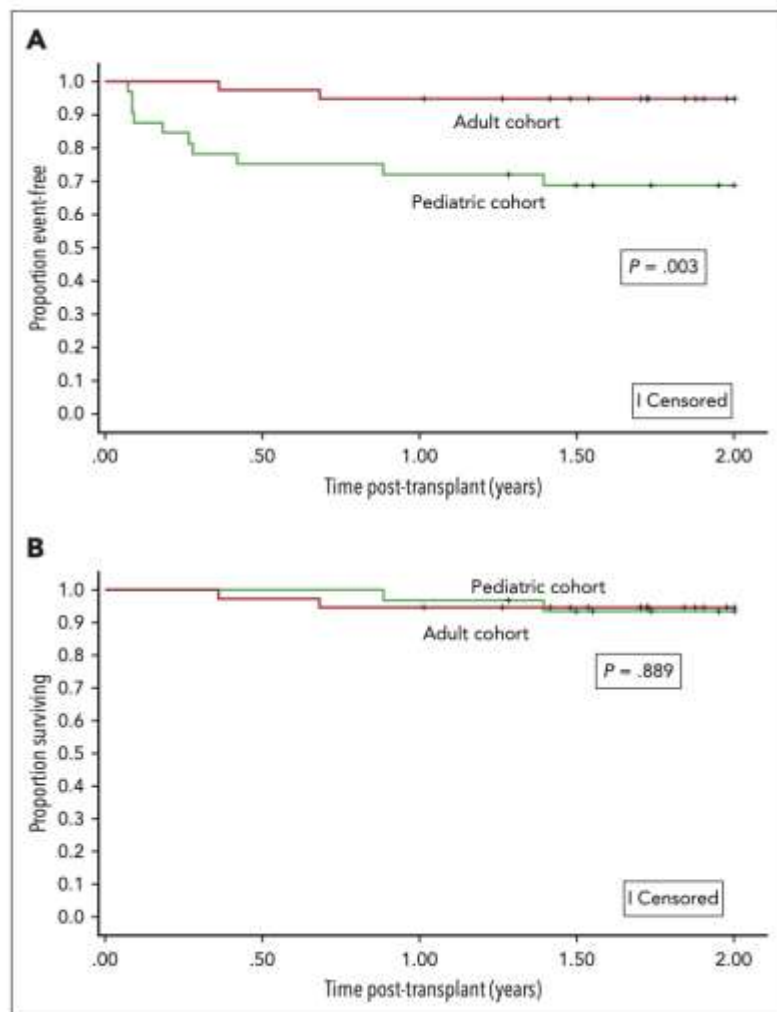 A
1.0
0.9
0.8
0.7
0.6
0.5
0.4
0.3
0.2
0.1
0.0
Proportion event-free
Adult cohort
Pediatric cohort
P = .003
I Censored
.00 .50 1.00 1.50 2.00
Time post-transplant (years)
B
1.0
0.9
0.8
0.7
0.6
0.5
0.4
0.3
0.2
0.1
0.0
Proportion surviving
Pediatric cohort
Adult cohort
P = .889
I Censored
.00 .50 1.00 1.50 2.00
Time post-transplant (years)